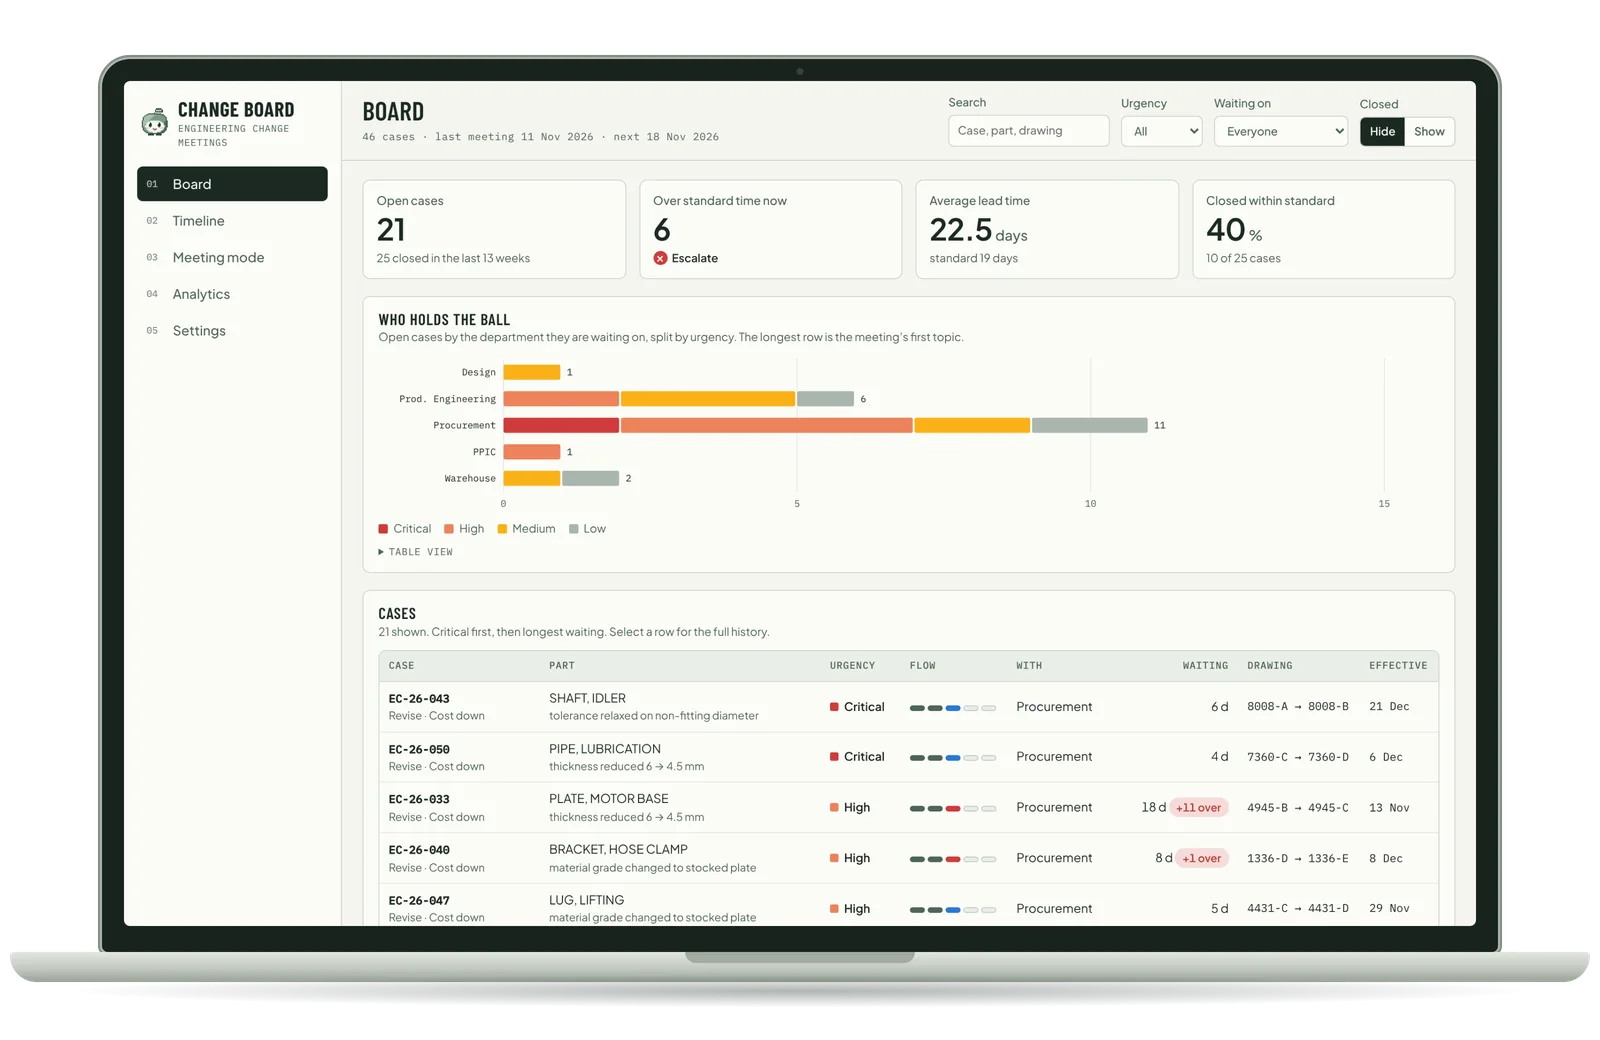 CHANGE BOARD
ENGINEERING CHANGE
MEETINGS
01 Board
02 Timeline
03 Meeting mode
04 Analytics
05 Settings
BOARD
46 cases · last meeting 11 Nov 2026 · next 18 Nov 2026
Search
Case, part, drawing
Urgency
All
Waiting on
Everyone
Closed
Hide Show
Open cases
21
25 closed in the last 13 weeks
Over standard time now
6
Escalate
Average lead time
22.5 days
standard 19 days
Closed within standard
40 %
10 of 25 cases
WHO HOLDS THE BALL
Open cases by the department they are waiting on, split by urgency. The longest row is the meeting's first topic.
Design 1
Prod. Engineering 6
Procurement 11
PPIC 1
Warehouse 2
0 5 10 15
Critical High Medium Low
TABLE VIEW
CASES
21 shown. Critical first, then longest waiting. Select a row for the full history.
CASE PART URGENCY FLOW WITH WAITING DRAWING EFFECTIVE
EC-26-043 SHAFT, IDLER Critical Procurement 6 d 8008-A → 8008-B 21 Dec
Revise · Cost down tolerance relaxed on non-fitting diameter
EC-26-050 PIPE, LUBRICATION Critical Procurement 4 d 7360-C → 7360-D 6 Dec
Revise · Cost down thickness reduced 6 → 4.5 mm
EC-26-033 PLATE, MOTOR BASE High Procurement 18 d +11 over 4945-B → 4945-C 13 Nov
Revise · Cost down thickness reduced 6 → 4.5 mm
EC-26-040 BRACKET, HOSE CLAMP High Procurement 8 d +1 over 1336-D → 1336-E 8 Dec
Revise · Cost down material grade changed to stocked plate
EC-26-047 LUG, LIFTING High Procurement 5 d 4431-C → 4431-D 29 Nov
Revise · Cost down material grade changed to stocked plate